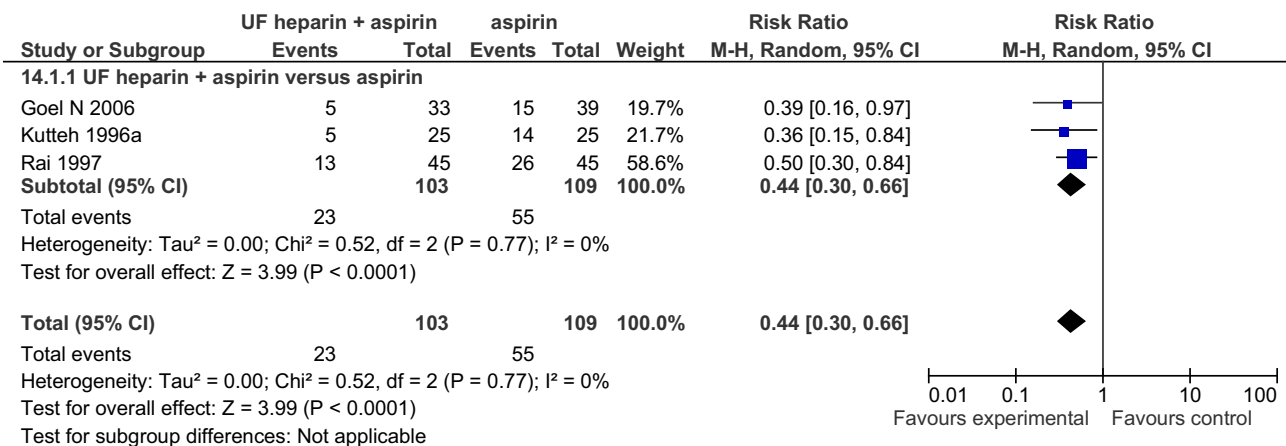 UF heparin + aspirin aspirin Risk Ratio Risk Ratio
Study or Subgroup Events Total Events Total Weight M-H, Random, 95% CI M-H, Random, 95% CI
14.1.1 UF heparin + aspirin versus aspirin
Goel N 2006 5 33 15 39 19.7% 0.39 [0.16, 0.97]
Kutteh 1996a 5 25 14 25 21.7% 0.36 [0.15, 0.84]
Rai 1997 13 45 26 45 58.6% 0.50 [0.30, 0.84]
Subtotal (95% CI) 103 109 100.0% 0.44 [0.30, 0.66]
Total events 23 55
Heterogeneity: Tau² = 0.00; Chi² = 0.52, df = 2 (P = 0.77); I² = 0%
Test for overall effect: Z = 3.99 (P < 0.0001)
Total (95% CI) 103 109 100.0% 0.44 [0.30, 0.66]
Total events 23 55
Heterogeneity: Tau² = 0.00; Chi² = 0.52, df = 2 (P = 0.77); I² = 0%
Test for overall effect: Z = 3.99 (P < 0.0001)
Test for subgroup differences: Not applicable
0.01 0.1 1 10 100
Favours experimental Favours control